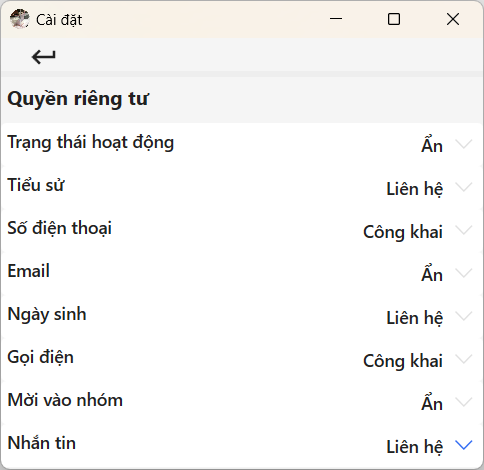 Cài đặt
Quyền riêng tư
Trạng thái hoạt động Ẩn
Tiểu sử Liên hệ
Số điện thoại Công khai
Email Ẩn
Ngày sinh Liên hệ
Gọi điện Công khai
Mời vào nhóm Ẩn
Nhắn tin Liên hệ